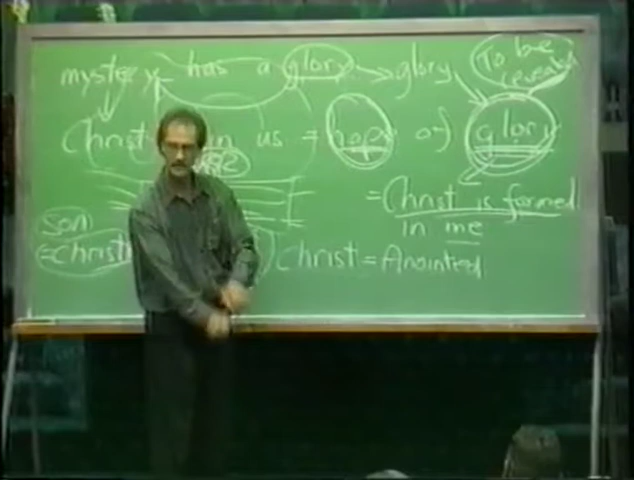 mystery has a glory → glory
To be revealed
Christ in us = hope of glory
= Christ is formed
in me
son
=Christ
Christ = Anointed